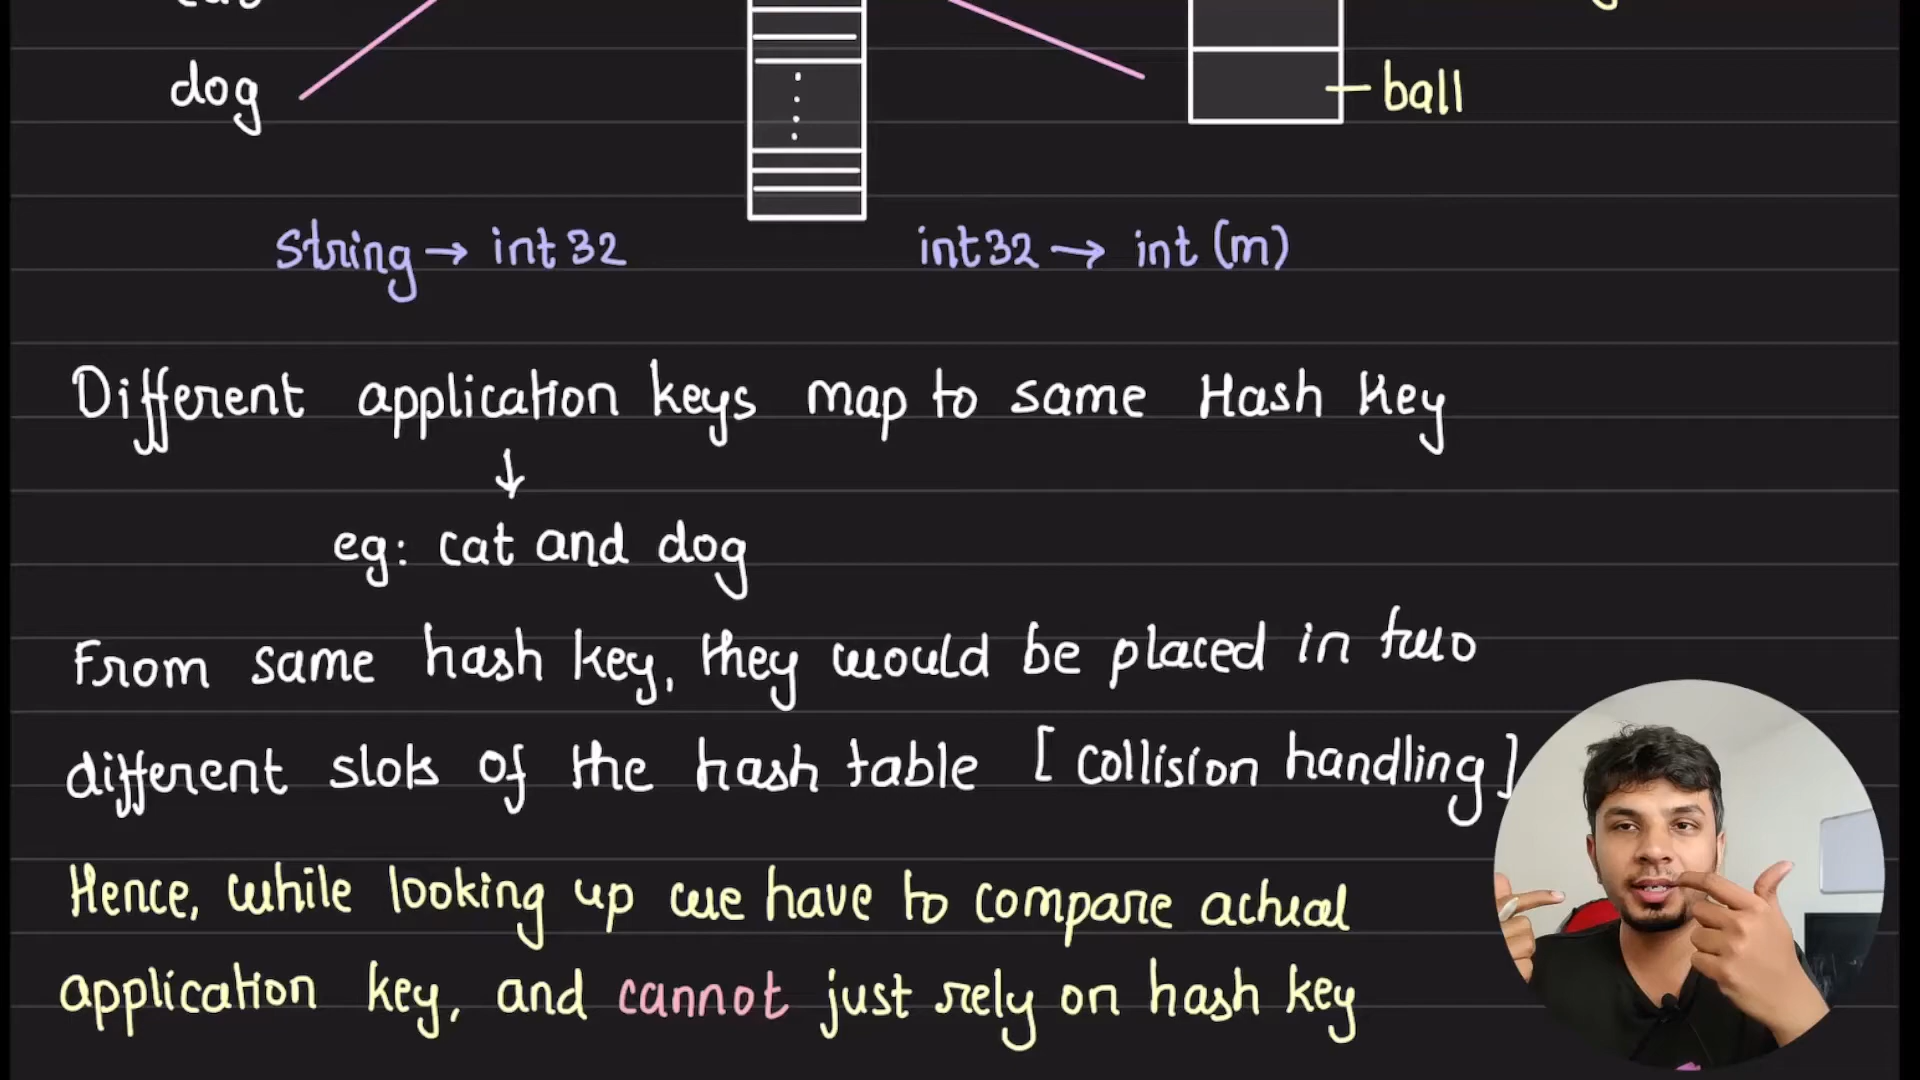 dog
ball
String → int 32
int32 → int (m)
Different application keys map to same Hash Key
↓
eg: cat and dog
From same hash key, they would be placed in two
different slots of the hash table [ Collision handling ]
Hence, while looking up we have to compare actual
application key, and cannot just rely on hash key